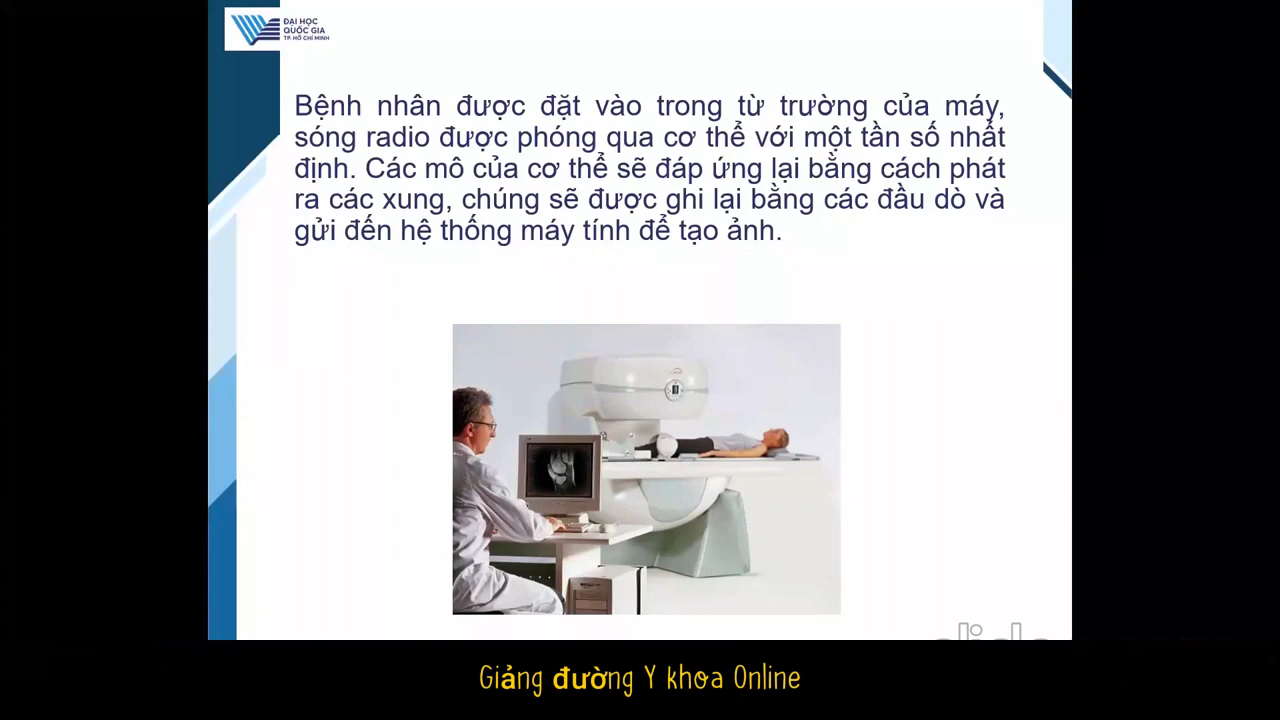 ĐẠI HỌC
QUỐC GIA
TP. HỒ CHÍ MINH
Bệnh nhân được đặt vào trong từ trường của máy,
sóng radio được phóng qua cơ thể với một tần số nhất
định. Các mô của cơ thể sẽ đáp ứng lại bằng cách phát
ra các xung, chúng sẽ được ghi lại bằng các đầu dò và
gửi đến hệ thống máy tính để tạo ảnh.
Giảng đường Y khoa Online